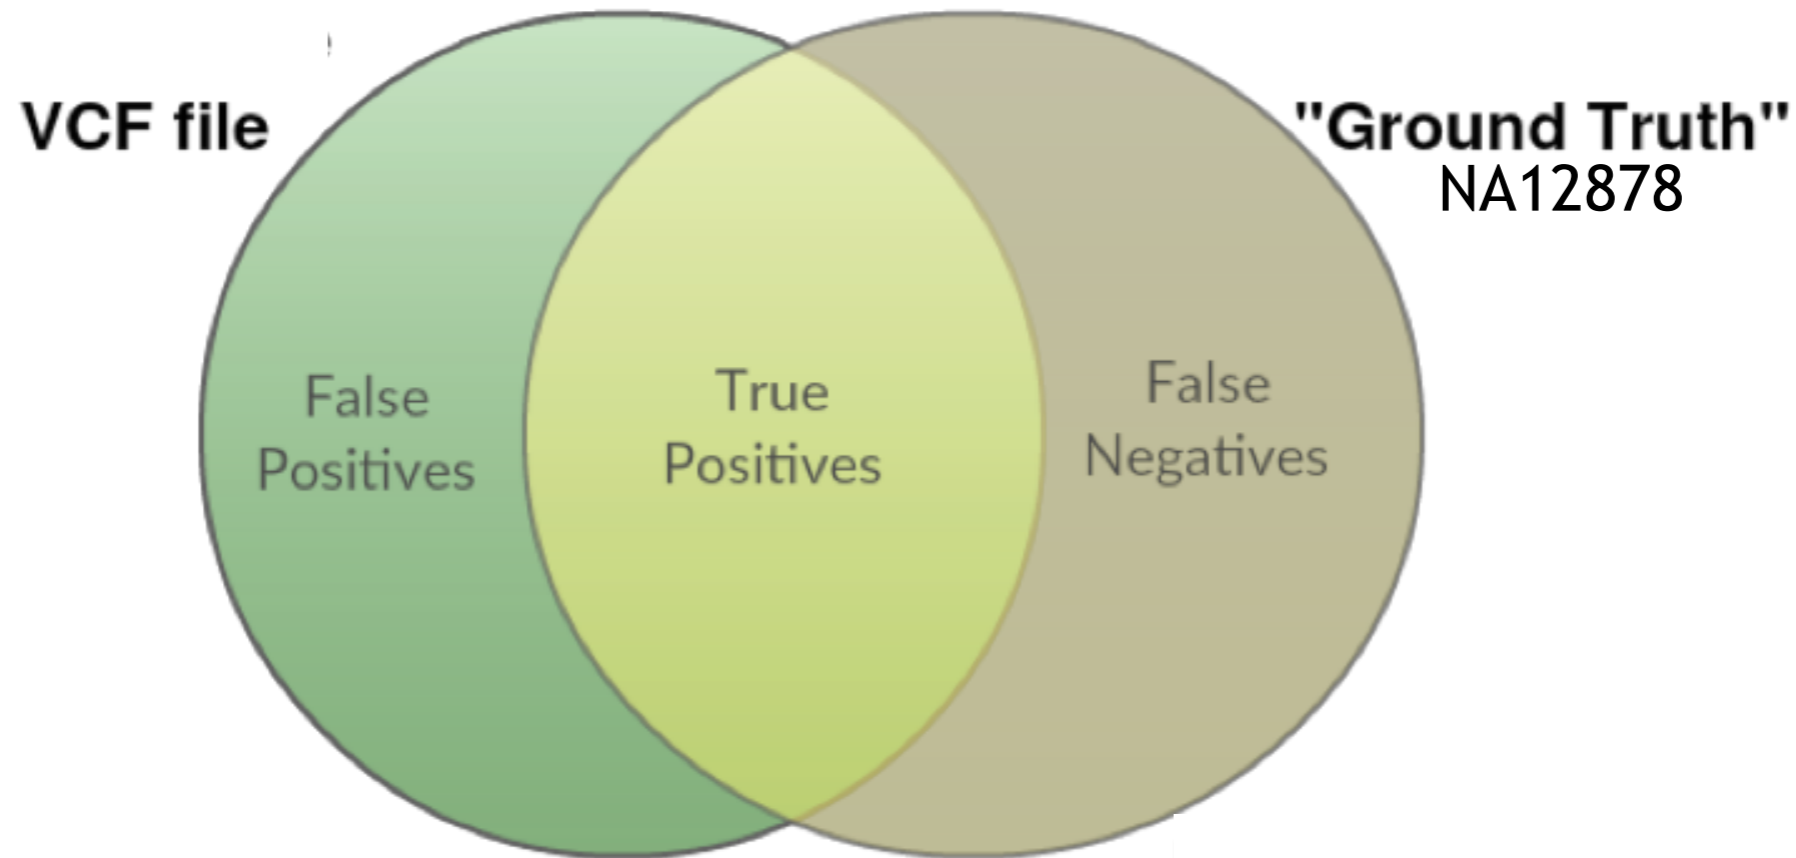 VCF file
"Ground Truth"
NA12878
False
Positives
True
Positives
False
Negatives